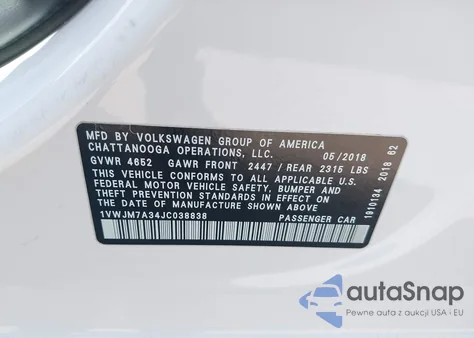 MFD BY VOLKSWAGEN GROUP OF AMERICA
CHATTANOOGA OPERATIONS, LLC. 05/2018
GVWR 4652 GAWR FRONT 2447 / REAR 2315 LBS
THIS VEHICLE CONFORMS TO ALL APPLICABLE U.S.
FEDERAL MOTOR VEHICLE SAFETY, BUMPER AND
THEFT PREVENTION STANDARDS IN EFFECT ON
THE DATE OF MANUFACTURE SHOWN ABOVE
1VWJM7A34JC038838 PASSENGER CAR
1910134 2018 62
autaSnap
Pewne auta z aukcji USA - EU